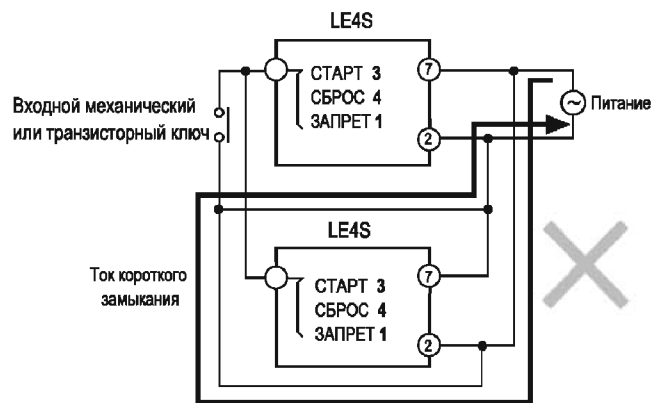 LE4S
СТАРТ 3
СБРОС 4
ЗАПРЕТ 1
7
2
Входной механический
или транзисторный ключ
Питание
LE4S
СТАРТ 3
СБРОС 4
ЗАПРЕТ 1
7
2
Ток короткого
замыкания